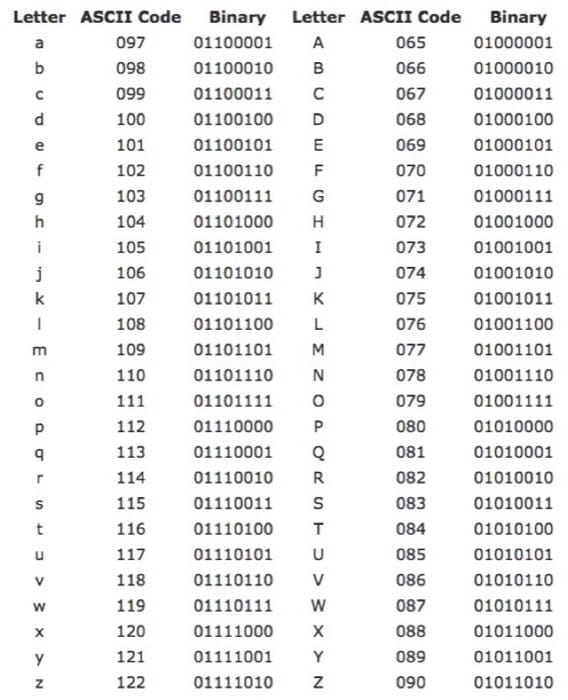 Letter ASCII Code Binary Letter ASCII Code Binary
a 097 01100001 A 065 01000001
b 098 01100010 B 066 01000010
c 099 01100011 C 067 01000011
d 100 01100100 D 068 01000100
e 101 01100101 E 069 01000101
f 102 01100110 F 070 01000110
g 103 01100111 G 071 01000111
h 104 01101000 H 072 01001000
i 105 01101001 I 073 01001001
j 106 01101010 J 074 01001010
k 107 01101011 K 075 01001011
l 108 01101100 L 076 01001100
m 109 01101101 M 077 01001101
n 110 01101110 N 078 01001110
o 111 01101111 O 079 01001111
p 112 01110000 P 080 01010000
q 113 01110001 Q 081 01010001
r 114 01110010 R 082 01010010
s 115 01110011 S 083 01010011
t 116 01110100 T 084 01010100
u 117 01110101 U 085 01010101
v 118 01110110 V 086 01010110
w 119 01110111 W 087 01010111
x 120 01111000 X 088 01011000
y 121 01111001 Y 089 01011001
z 122 01111010 Z 090 01011010